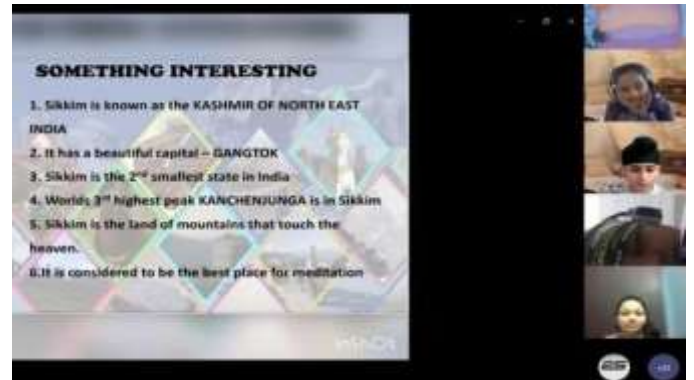 SOMETHING INTERESTING
1. Sikkim is known as the KASHMIR OF NORTH EAST
INDIA
2. It has a beautiful capital – GANGTOK
3. Sikkim is the 2nd smallest state in India
4. Worlds 3rd highest peak KANCHENJUNGA is in Sikkim
5. Sikkim is the land of mountains that touch the
heaven.
6.It is considered to be the best place for meditation
InShOt